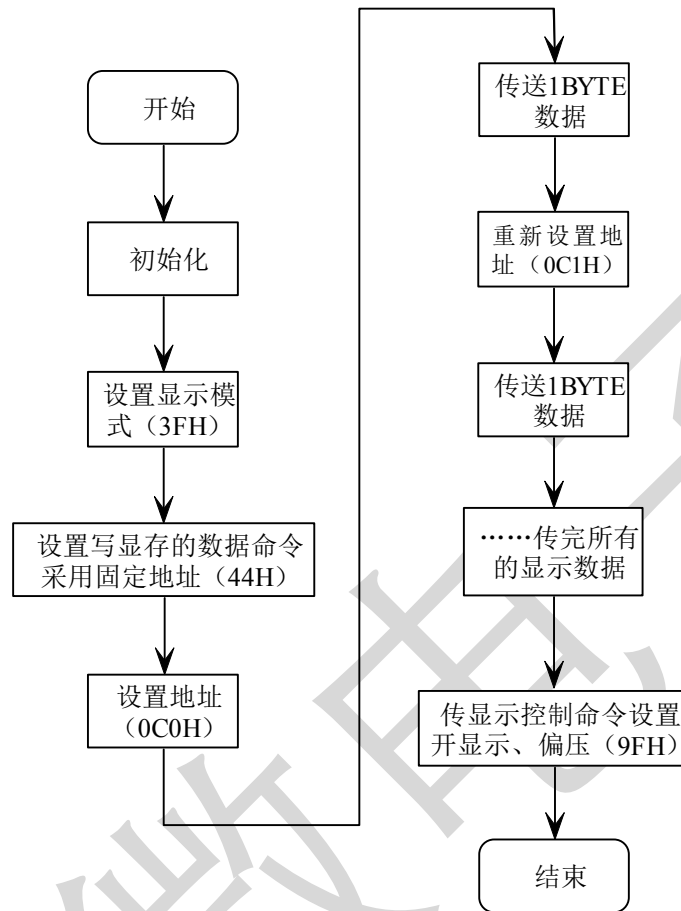 开始
初始化
设置显示模
式（3FH）
设置写显存的数据命令
采用固定地址（44H）
设置地址
（0C0H）
传送1BYTE
数据
重新设置地
址（0C1H）
传送1BYTE
数据
……传完所有
的显示数据
传显示控制命令设置
开显示、偏压（9FH）
结束
微电